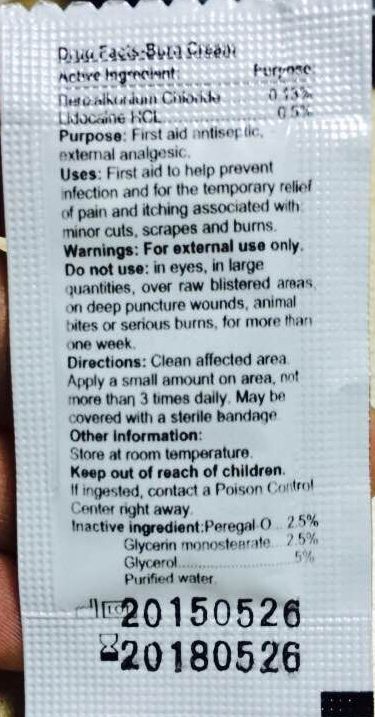 Drug Facts-Burn Cream
Active Ingredient: Purpose:
Benzalkonium Chloride 0.13%
Lidocaine HCL.............. 0.5%
Purpose: First aid antiseptic,
external analgesic.
Uses: First aid to help prevent
infection and for the temporary relief
of pain and itching associated with
minor cuts, scrapes and burns.
Warnings: For external use only.
Do not use: in eyes, in large
quantities, over raw blistered areas,
on deep puncture wounds, animal
bites or serious burns, for more than
one week.
Directions: Clean affected area.
Apply a small amount on area, not
more than 3 times daily. May be
covered with a sterile bandage
Other Information:
Store at room temperature.
Keep out of reach of children.
If ingested, contact a Poison Control
Center right away.
Inactive ingredient:Peregal O .. 2.5%
Glycerin monostearate... 2.5%
Glycerol.................... 5%
Purified water.
20150526
20180526